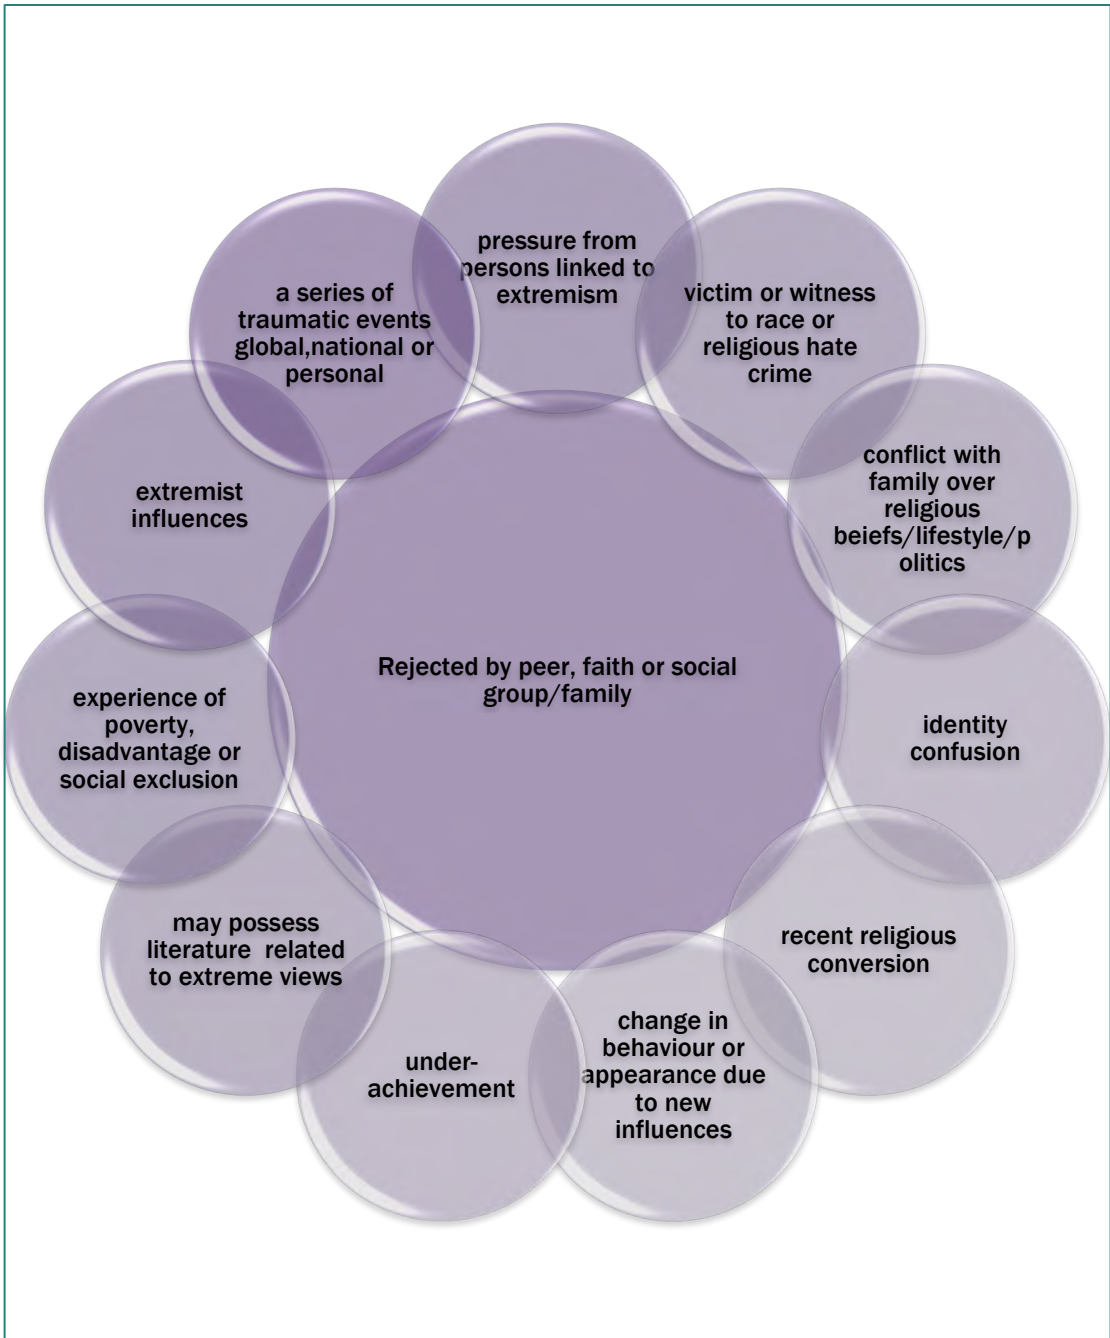 pressure from
persons linked to
extremism
victim or witness
to race or
religious hate
crime
conflict with
family over
religious
beiefs/lifestyle/p
olitics
identity
confusion
recent religious
conversion
change in
behaviour or
appearance due
to new
influences
under-
achievement
may possess
literature related
to extreme views
experience of
poverty,
disadvantage or
social exclusion
extremist
influences
a series of
traumatic events
global,national or
personal
Rejected by peer, faith or social
group/family